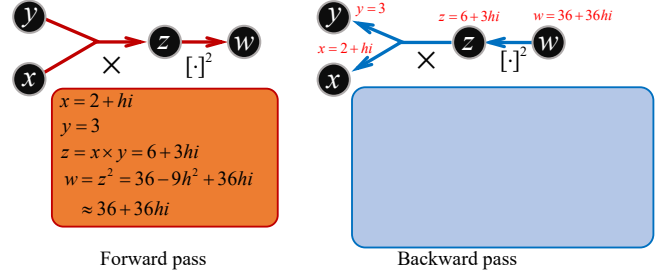 y
x
×
z
[·]²
w
x = 2 + hi
y = 3
z = x × y = 6 + 3hi
w = z² = 36 − 9h² + 36hi
≈ 36 + 36hi
Forward pass
y
y = 3
x = 2 + hi
x
×
z = 6 + 3hi
z
[·]²
w = 36 + 36hi
w
Backward pass